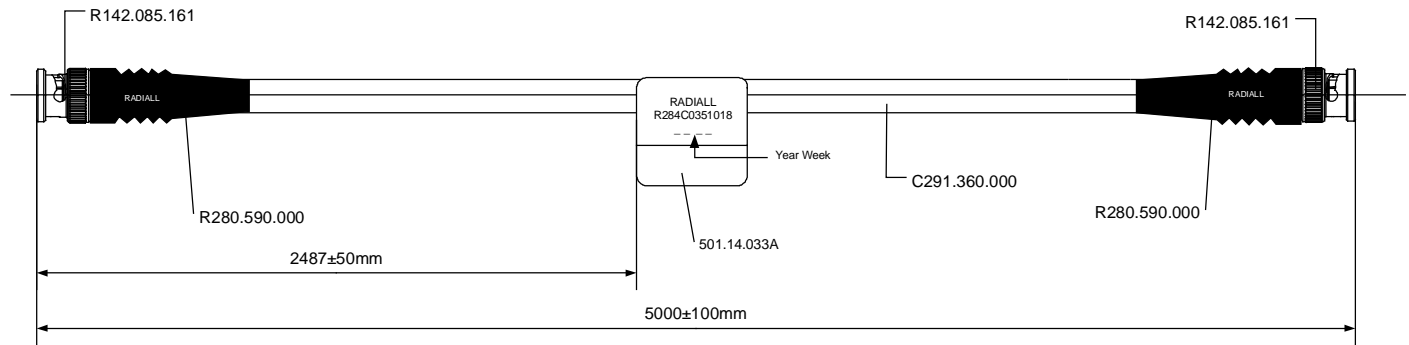 R142.085.161
R142.085.161
RADIALL
RADIALL
R284C0351018
_ _ _ _
Year Week
RADIALL
C291.360.000
R280.590.000
R280.590.000
501.14.033A
2487±50mm
5000±100mm